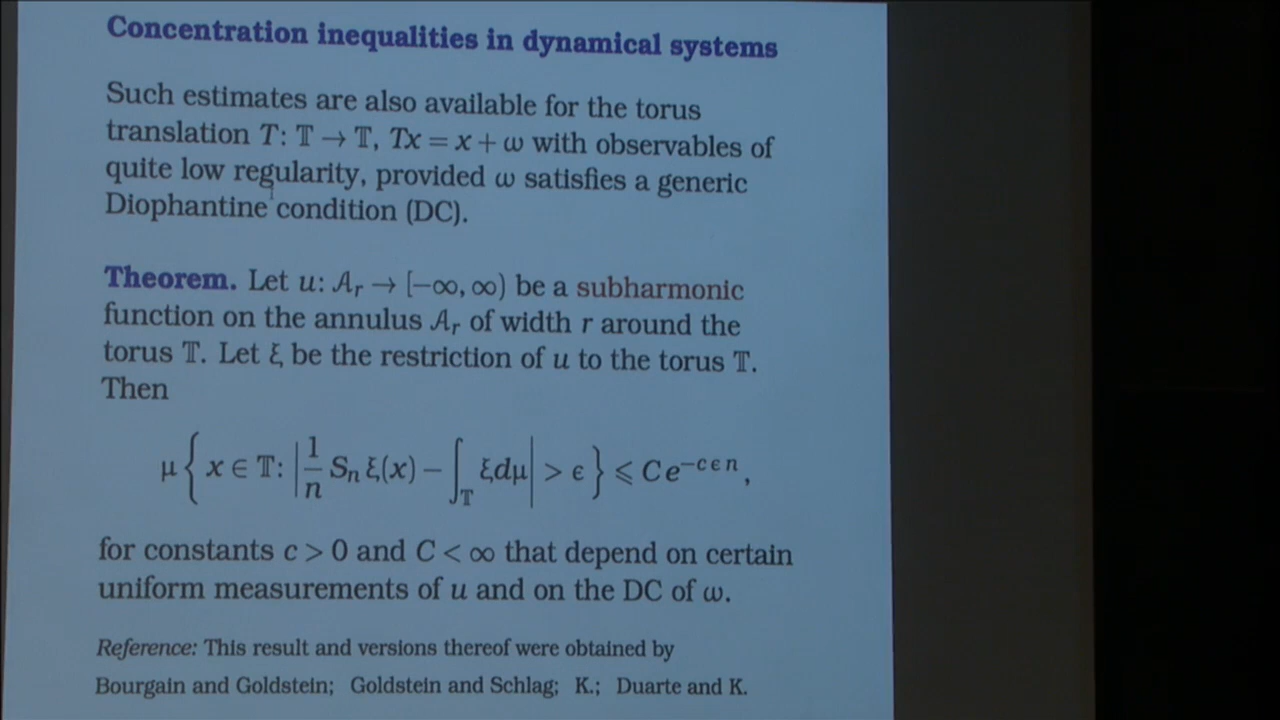 Concentration inequalities in dynamical systems
Such estimates are also available for the torus
translation T: 𝕋 → 𝕋, Tx = x + ω with observables of
quite low regularity, provided ω satisfies a generic
Diophantine condition (DC).
Theorem. Let u: 𝒜ᵣ → [−∞, ∞) be a subharmonic
function on the annulus 𝒜ᵣ of width r around the
torus 𝕋. Let ξ be the restriction of u to the torus 𝕋.
Then
μ { x ∈ 𝕋: | 1/n Sₙ ξ(x) − ∫_𝕋 ξdμ | > ϵ } ⩽ C e^{−cϵn},
for constants c > 0 and C < ∞ that depend on certain
uniform measurements of u and on the DC of ω.
Reference: This result and versions thereof were obtained by
Bourgain and Goldstein; Goldstein and Schlag; K.; Duarte and K.